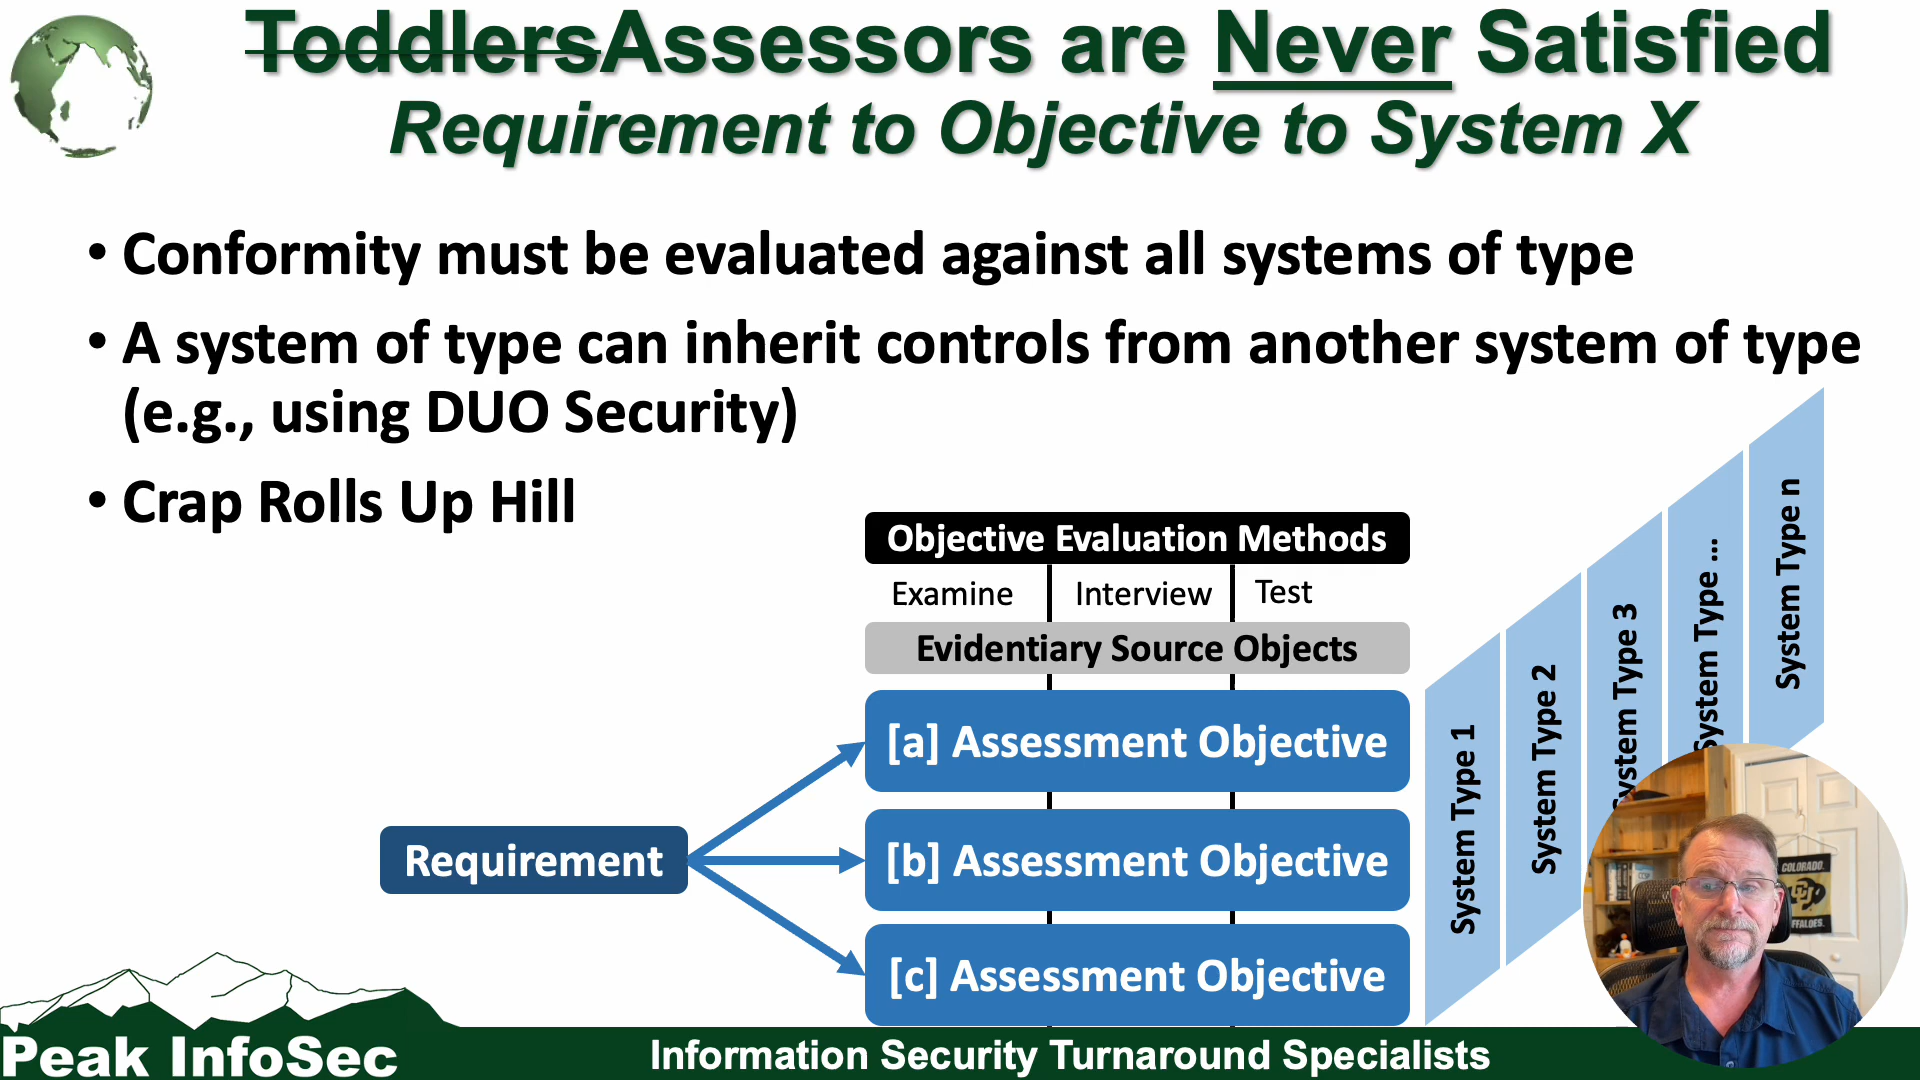 ToddlersAssessors are Never Satisfied
Requirement to Objective to System X
• Conformity must be evaluated against all systems of type
• A system of type can inherit controls from another system of type
(e.g., using DUO Security)
• Crap Rolls Up Hill
Objective Evaluation Methods
Examine
Interview
Test
Evidentiary Source Objects
[a] Assessment Objective
[b] Assessment Objective
[c] Assessment Objective
Requirement
System Type 1
System Type 2
System Type 3
System Type ...
System Type n
COLORADO
CU
Peak InfoSec
Information Security Turnaround Specialists